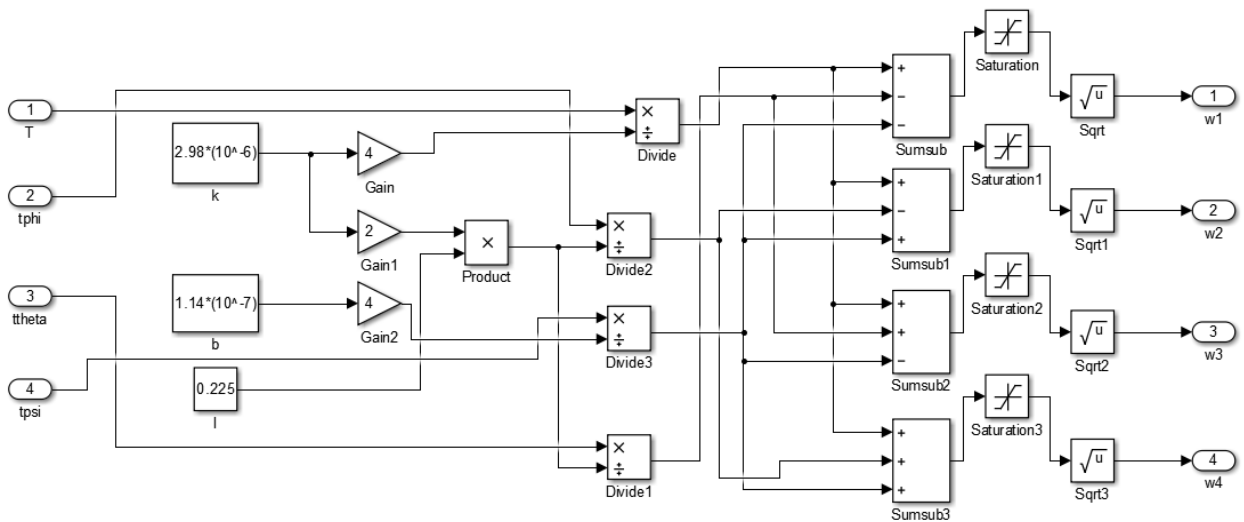 1
T
2
tphi
3
ttheta
4
tpsi
2.98*(10^-6)
k
1.14*(10^-7)
b
0.225
l
4
Gain
2
Gain1
4
Gain2
×
Product
×
÷
Divide
×
÷
Divide2
×
÷
Divide3
×
÷
Divide1
+
−
−
Sumsub
+
−
+
Sumsub1
+
+
−
Sumsub2
+
+
+
Sumsub3
Saturation
Saturation1
Saturation2
Saturation3
√u
Sqrt
√u
Sqrt1
√u
Sqrt2
√u
Sqrt3
1
w1
2
w2
3
w3
4
w4